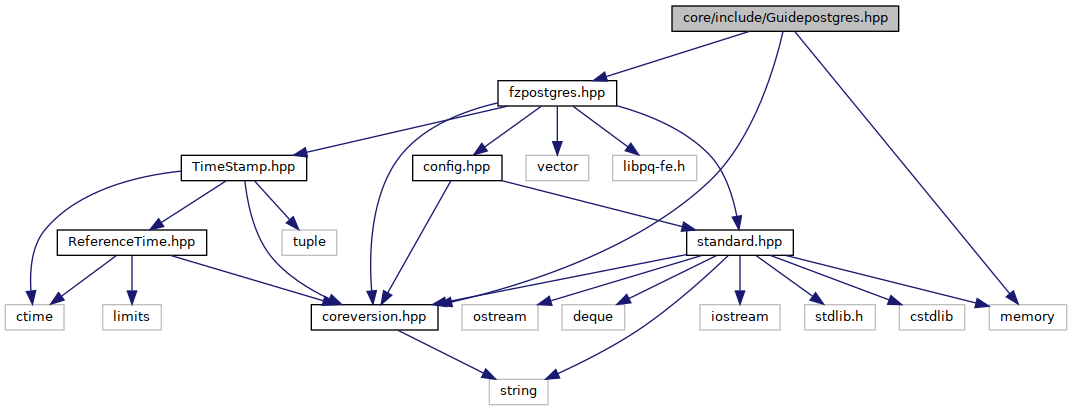 core/include/Guidepostgres.hpp
fzpostgres.hpp
TimeStamp.hpp
config.hpp
vector
libpq-fe.h
ReferenceTime.hpp
tuple
standard.hpp
ctime
limits
coreversion.hpp
ostream
deque
iostream
stdlib.h
cstdlib
memory
string